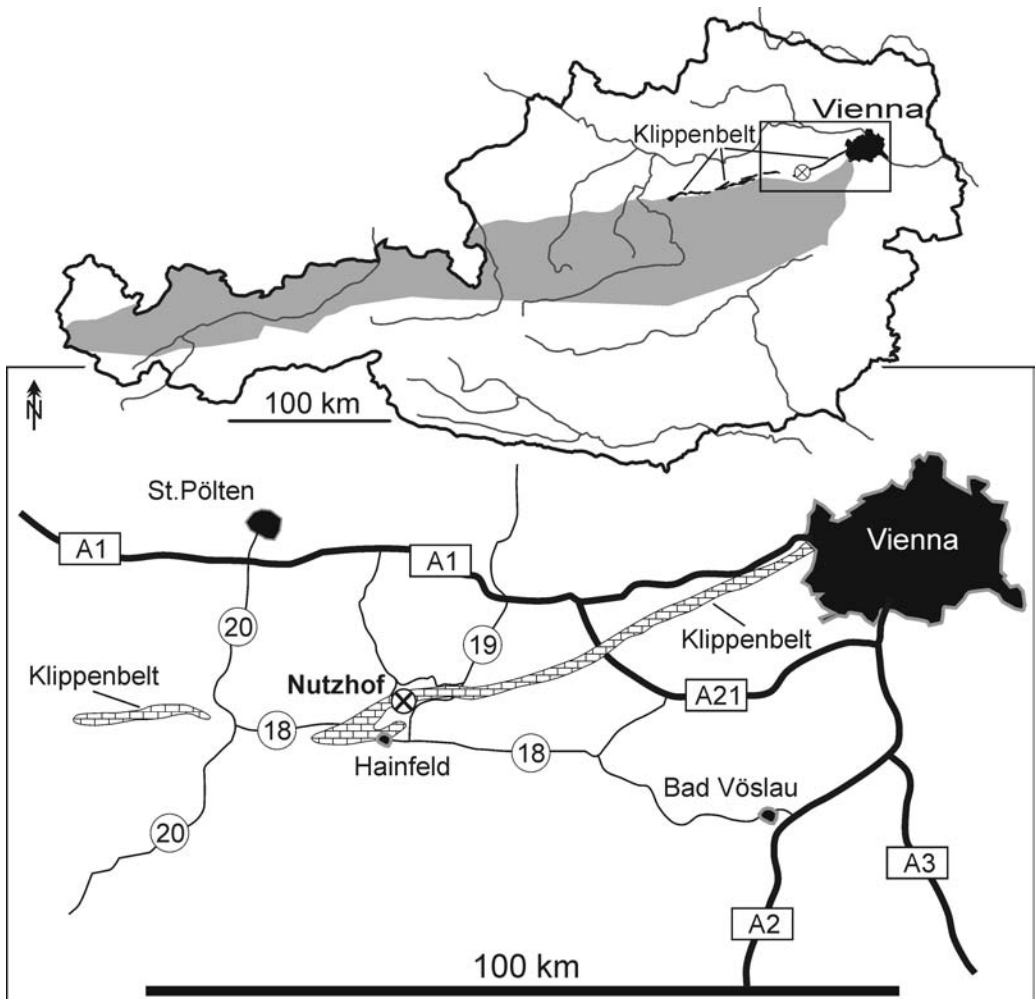 Vienna
Klippenbelt
N
100 km
St.Pölten
A1
A1
Vienna
20
19
Klippenbelt
Klippenbelt
Nutzhof
A21
18
18
Hainfeld
Bad Vöslau
20
A3
A2
100 km